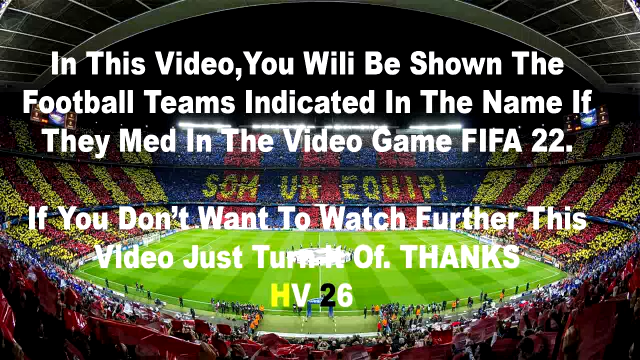 In This Video,You Wili Be Shown The
Football Teams Indicated In The Name If
They Med In The Video Game FIFA 22.
SOM UN EQUIP!
If You Don't Want To Watch Further This
Video Just Turn It Of. THANKS
HV 26